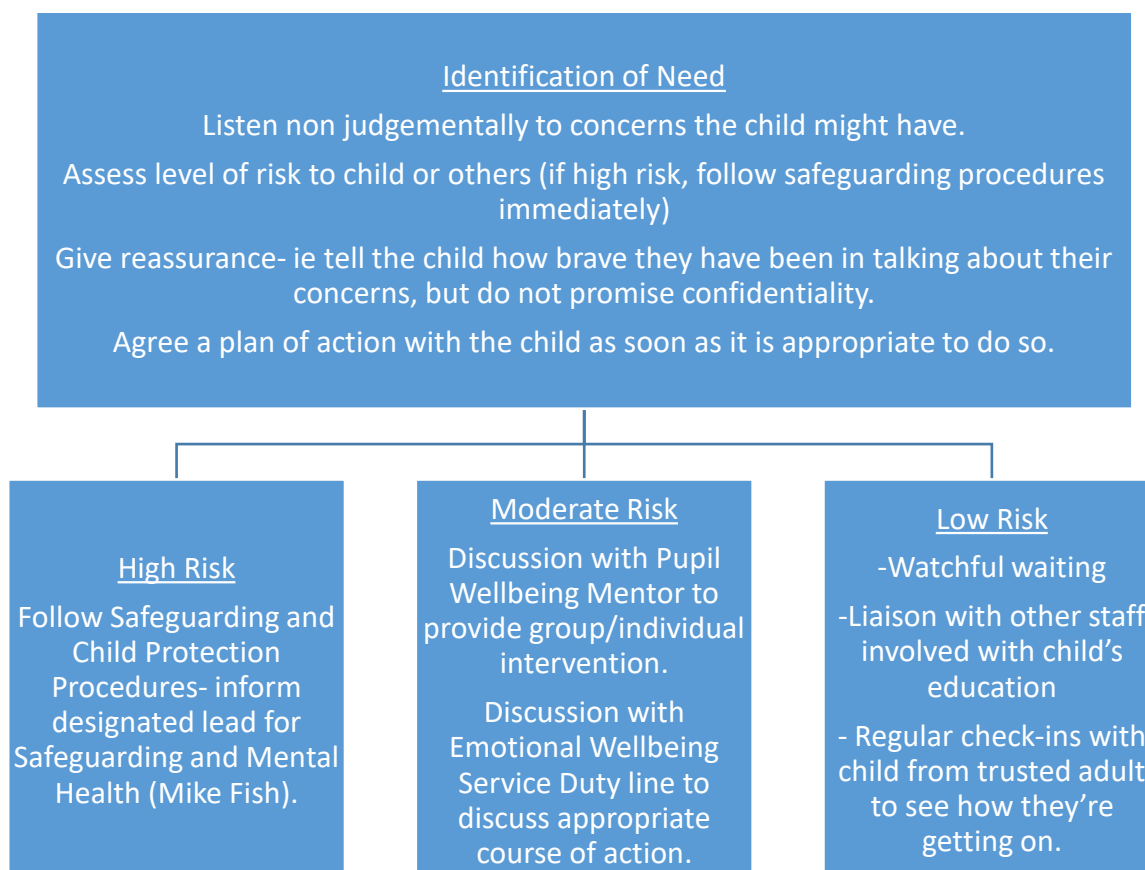 Identification of Need
Listen non judgementally to concerns the child might have.
Assess level of risk to child or others (if high risk, follow safeguarding procedures
immediately)
Give reassurance- ie tell the child how brave they have been in talking about their
concerns, but do not promise confidentiality.
Agree a plan of action with the child as soon as it is appropriate to do so.
High Risk
Follow Safeguarding and
Child Protection
Procedures- inform
designated lead for
Safeguarding and Mental
Health (Mike Fish).
Moderate Risk
Discussion with Pupil
Wellbeing Mentor to
provide group/individual
intervention.
Discussion with
Emotional Wellbeing
Service Duty line to
discuss appropriate
course of action.
Low Risk
-Watchful waiting
-Liaison with other staff
involved with child’s
education
- Regular check-ins with
child from trusted adult
to see how they’re
getting on.